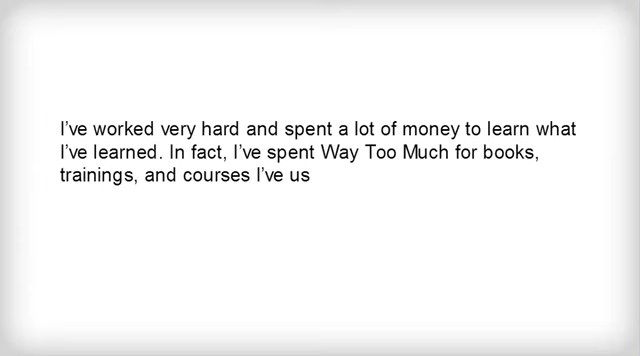 I've worked very hard and spent a lot of money to learn what
I've learned. In fact, I've spent Way Too Much for books,
trainings, and courses I've us